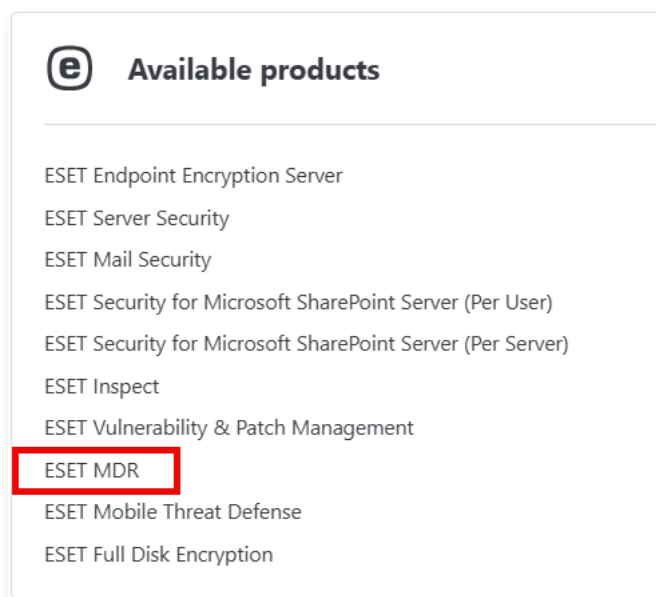 e Available products
ESET Endpoint Encryption Server
ESET Server Security
ESET Mail Security
ESET Security for Microsoft SharePoint Server (Per User)
ESET Security for Microsoft SharePoint Server (Per Server)
ESET Inspect
ESET Vulnerability & Patch Management
ESET MDR
ESET Mobile Threat Defense
ESET Full Disk Encryption